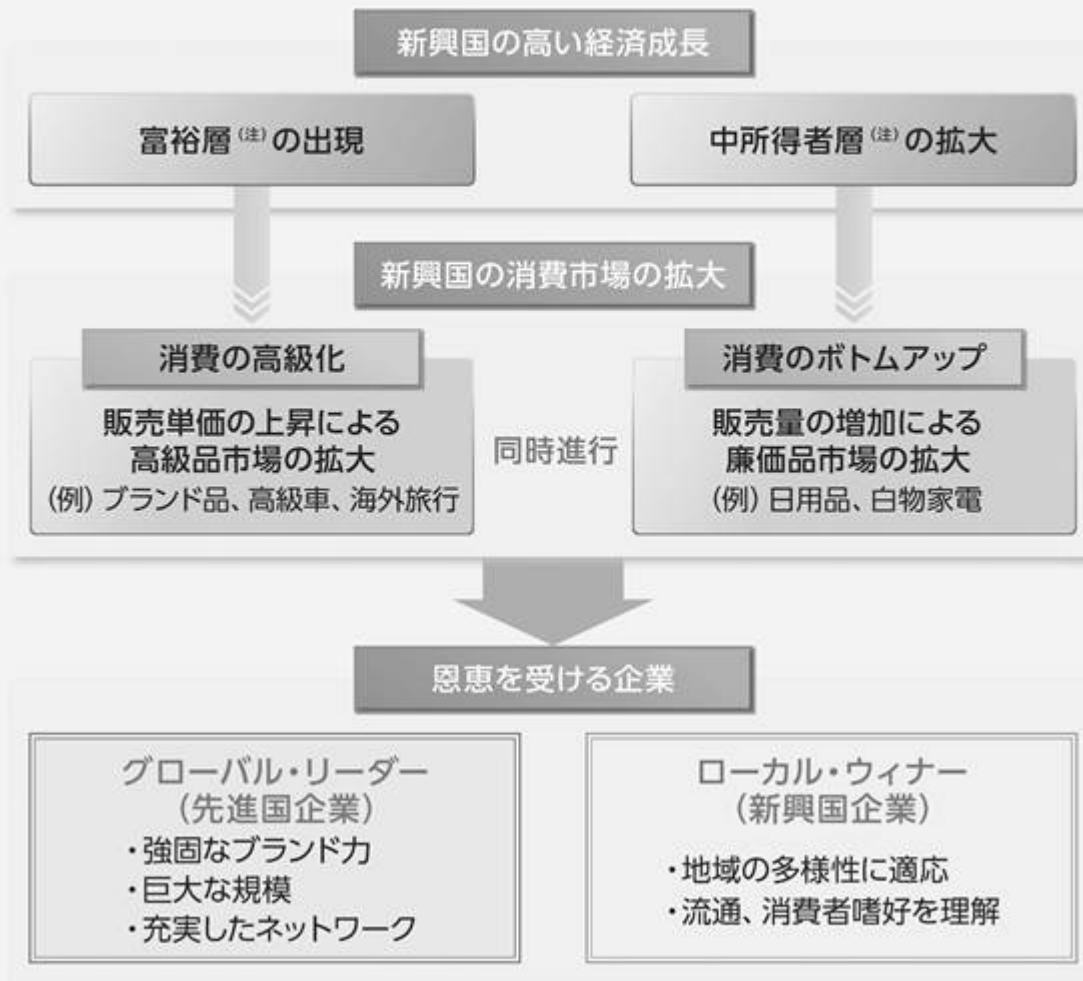 新興国の高い経済成長
富裕層(注)の出現
中所得者層(注)の拡大
新興国の消費市場の拡大
消費の高級化
販売単価の上昇による
高級品市場の拡大
(例)ブランド品、高級車、海外旅行
同時進行
消費のボトムアップ
販売量の増加による
廉価品市場の拡大
(例)日用品、白物家電
恩恵を受ける企業
グローバル・リーダー
(先進国企業)
・強固なブランド力
・巨大な規模
・充実したネットワーク
ローカル・ウィナー
(新興国企業)
・地域の多様性に適応
・流通、消費者嗜好を理解